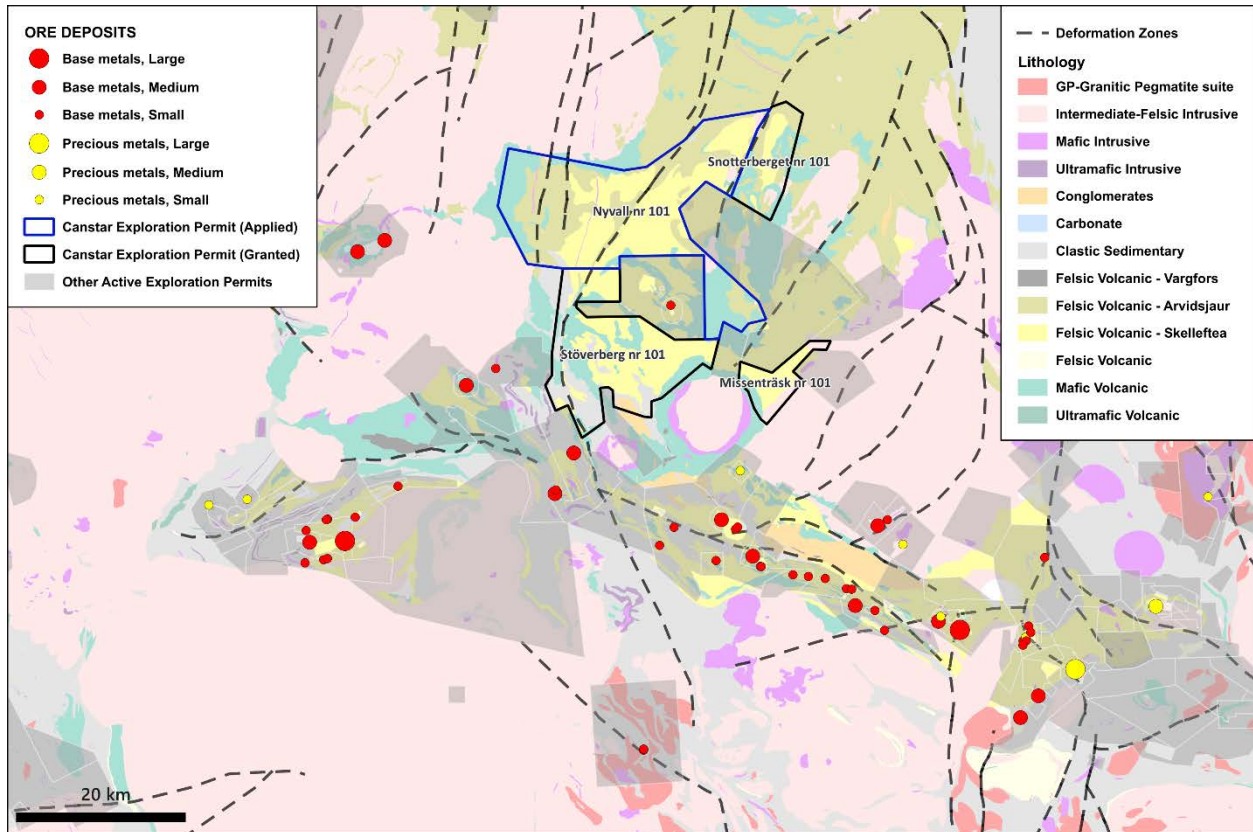 ORE DEPOSITS
Base metals, Large
Base metals, Medium
Base metals, Small
Precious metals, Large
Precious metals, Medium
Precious metals, Small
Canstar Exploration Permit (Applied)
Canstar Exploration Permit (Granted)
Other Active Exploration Permits
Deformation Zones
Lithology
GP-Granitic Pegmatite suite
Intermediate-Felsic Intrusive
Mafic Intrusive
Ultramafic Intrusive
Conglomerates
Carbonate
Clastic Sedimentary
Felsic Volcanic - Vargfors
Felsic Volcanic - Arvidsjaur
Felsic Volcanic - Skelleftea
Felsic Volcanic
Mafic Volcanic
Ultramafic Volcanic
Snotterberget nr 101
Nyvall nr 101
Stöverberg nr 101
Missenträsk nr 101
20 km